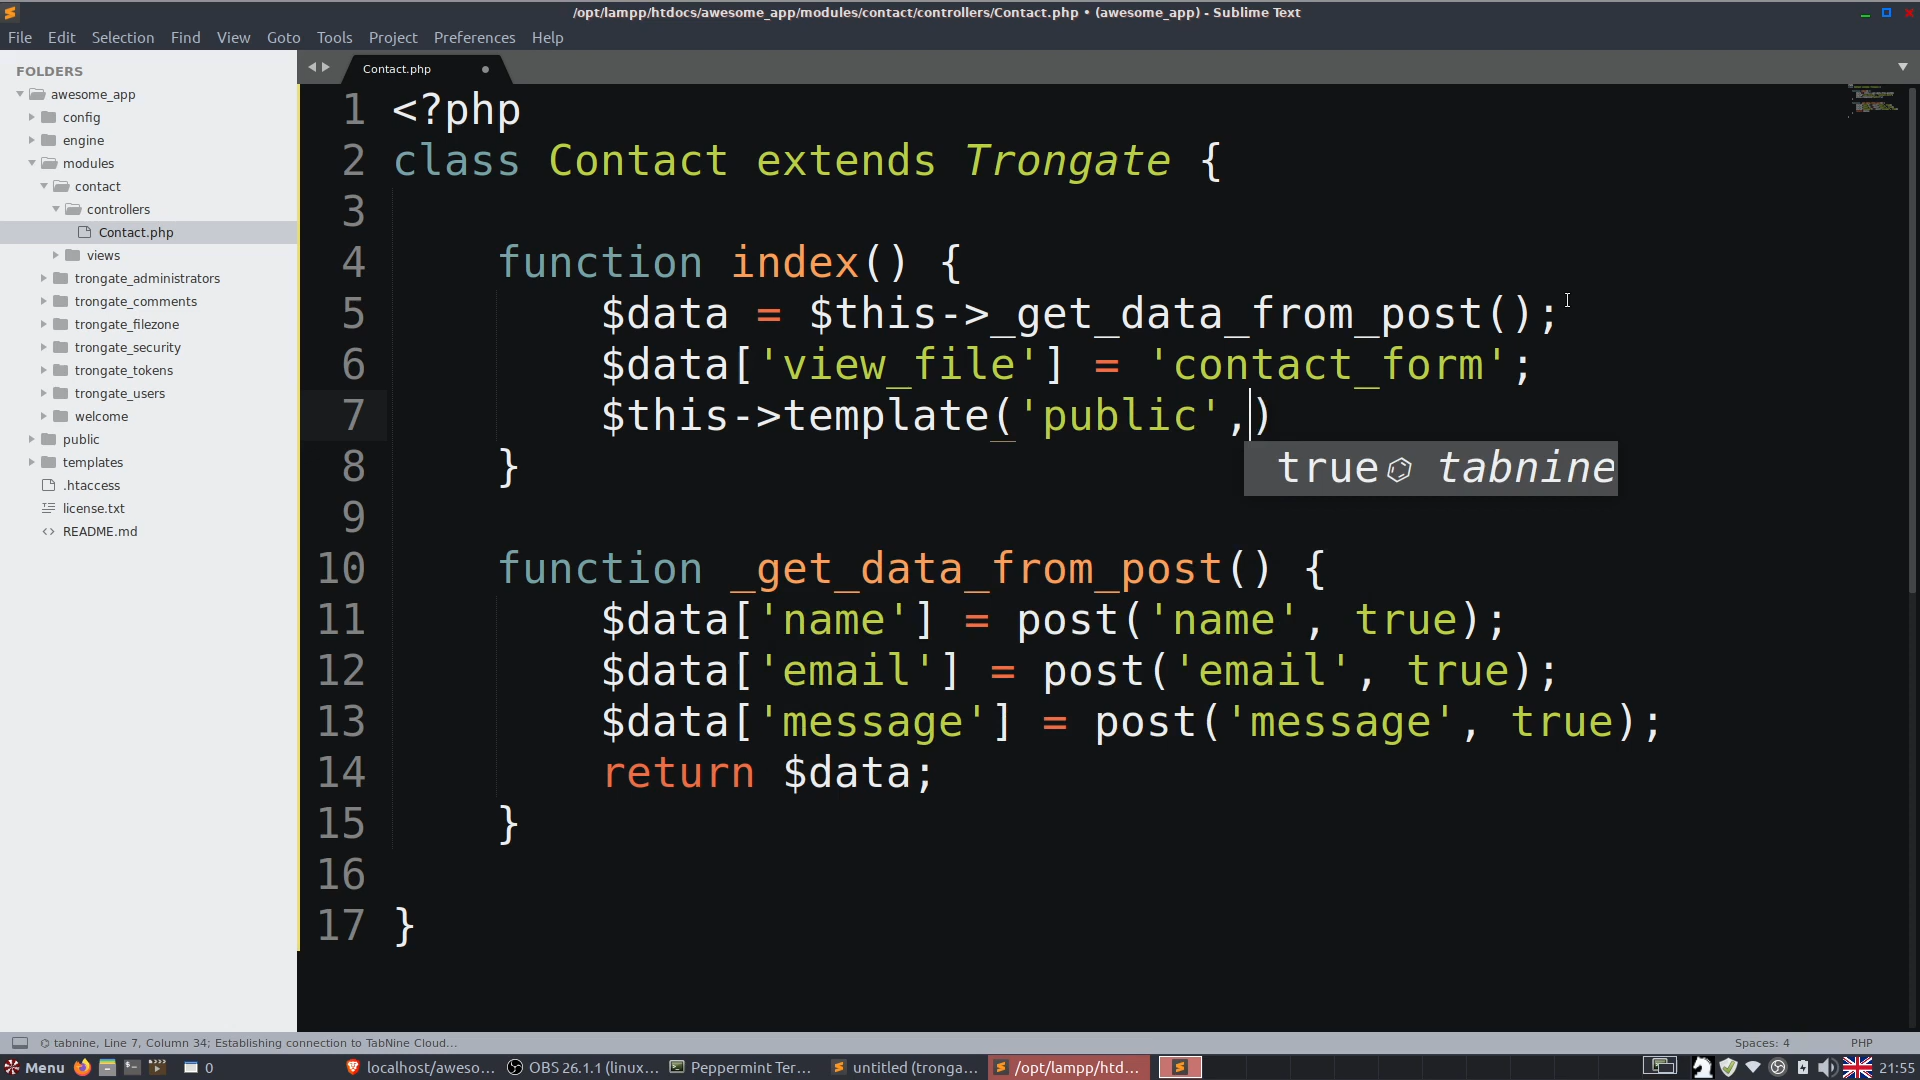 /opt/lampp/htdocs/awesome_app/modules/contact/controllers/Contact.php • (awesome_app) - Sublime Text
File Edit Selection Find View Goto Tools Project Preferences Help
FOLDERS
awesome_app
config
engine
modules
contact
controllers
Contact.php
views
trongate_administrators
trongate_comments
trongate_filezone
trongate_security
trongate_tokens
trongate_users
welcome
public
templates
.htaccess
license.txt
README.md
Contact.php
1 <?php
2 class Contact extends Trongate {
3
4 function index() {
5 $data = $this->_get_data_from_post();
6 $data['view_file'] = 'contact_form';
7 $this->template('public',)
true tabnine
8 }
9
10 function _get_data_from_post() {
11 $data['name'] = post('name', true);
12 $data['email'] = post('email', true);
13 $data['message'] = post('message', true);
14 return $data;
15 }
16
17 }
tabnine, Line 7, Column 34; Establishing connection to TabNine Cloud...
Spaces: 4 PHP
Menu 0 localhost/aweso... OBS 26.1.1 (linux... Peppermint Ter... untitled (tronga... /opt/lampp/htd... 21:55